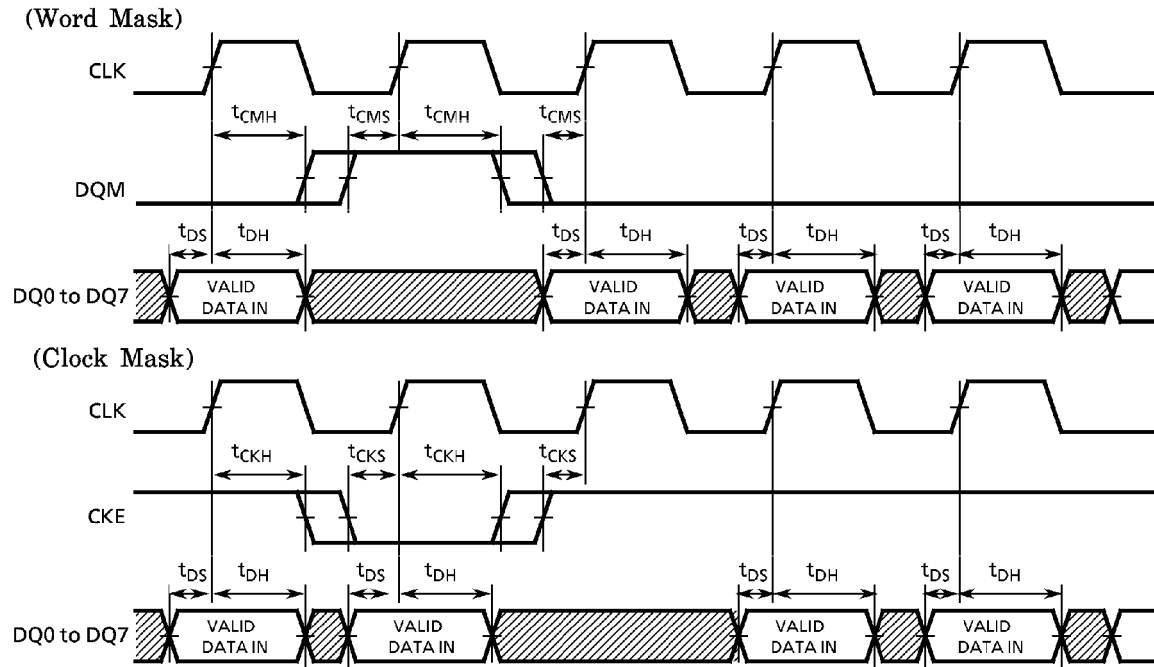 (Word Mask)
CLK
tCMH tCMS tCMH tCMS
DQM
tDS tDH tDS tDH tDS tDH tDS tDH
DQ0 to DQ7
VALID DATA IN
VALID DATA IN
VALID DATA IN
VALID DATA IN
(Clock Mask)
CLK
tCKH tCKS tCKH tCKS
CKE
tDS tDH tDS tDH tDS tDH tDS tDH
DQ0 to DQ7
VALID DATA IN
VALID DATA IN
VALID DATA IN
VALID DATA IN